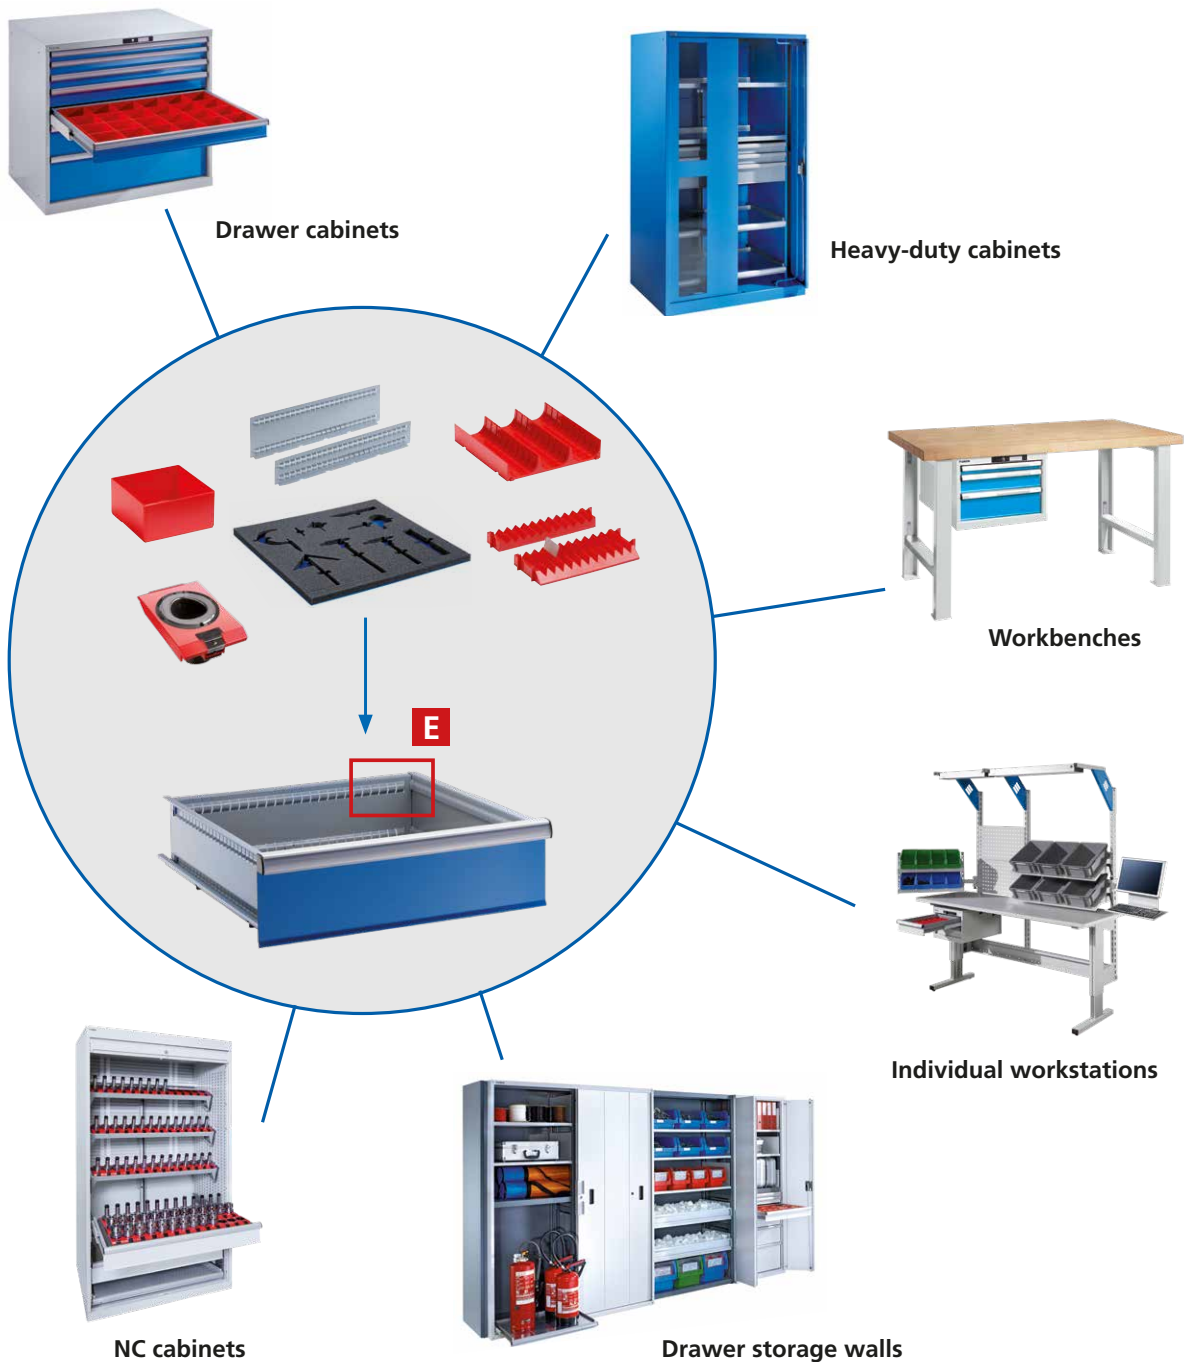 Drawer cabinets
Heavy-duty cabinets
Workbenches
E
Individual workstations
NC cabinets
Drawer storage walls